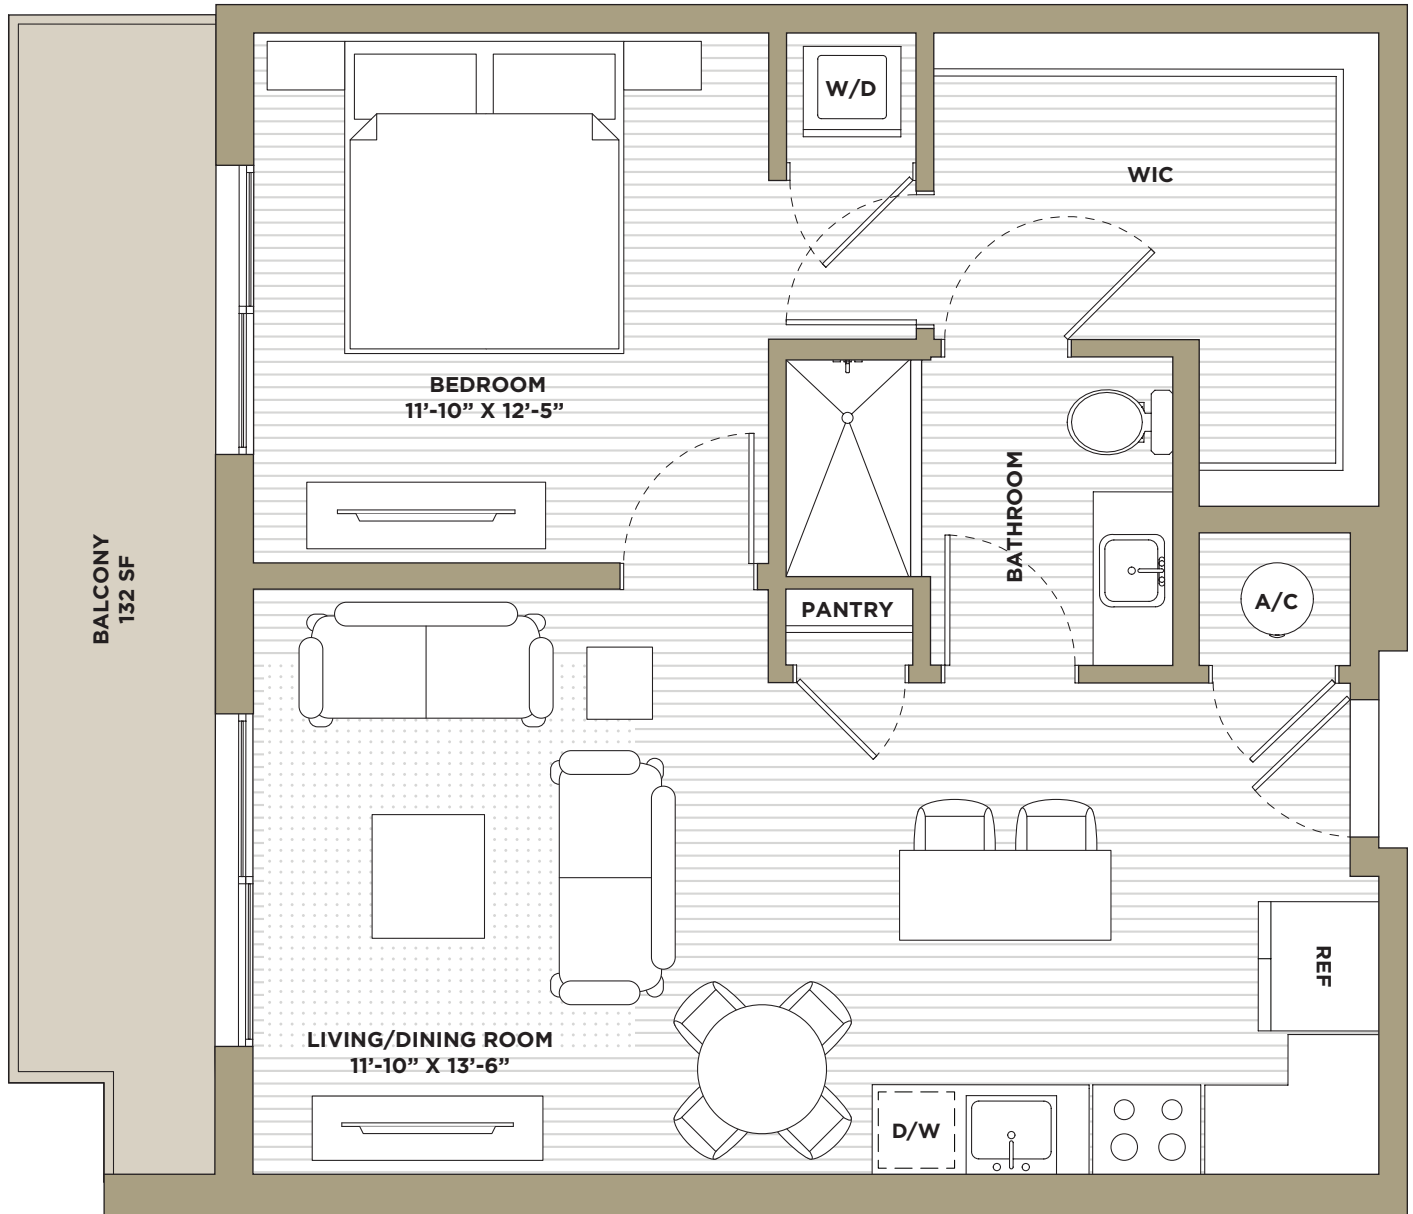 W/D
WIC
BEDROOM
11’-10” X 12’-5”
BATHROOM
BALCONY
132 SF
PANTRY
A/C
REF
LIVING/DINING ROOM
11’-10” X 13’-6”
D/W